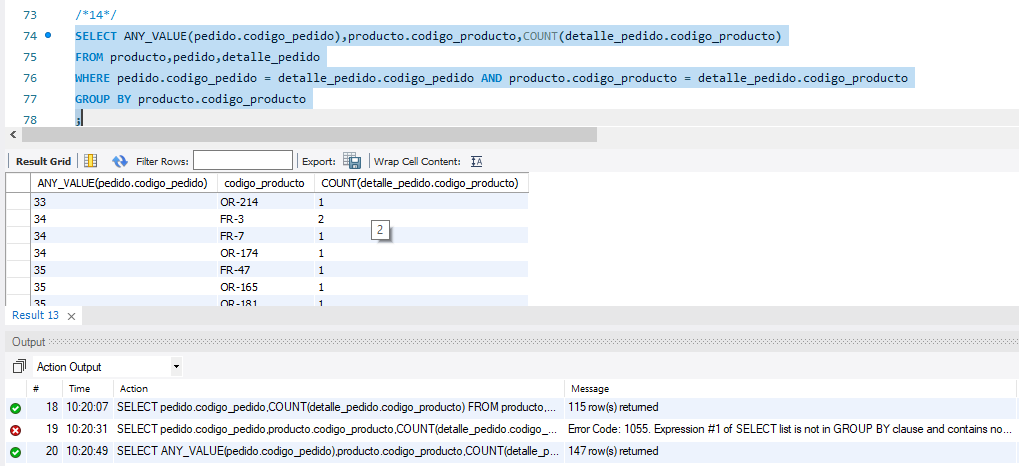 73 /*14*/
74 SELECT ANY_VALUE(pedido.codigo_pedido),producto.codigo_producto,COUNT(detalle_pedido.codigo_producto)
75 FROM producto,pedido,detalle_pedido
76 WHERE pedido.codigo_pedido = detalle_pedido.codigo_pedido AND producto.codigo_producto = detalle_pedido.codigo_producto
77 GROUP BY producto.codigo_producto
78 ;
Result Grid Filter Rows: Export: Wrap Cell Content: IA
ANY_VALUE(pedido.codigo_pedido) codigo_producto COUNT(detalle_pedido.codigo_producto)
33 OR-214 1
34 FR-3 2
34 FR-7 1
2
34 OR-174 1
35 FR-47 1
35 OR-165 1
35 OR-181 1
Result 13
Output
Action Output
# Time Action Message
18 10:20:07 SELECT pedido.codigo_pedido,COUNT(detalle_pedido.codigo_producto) FROM producto,... 115 row(s) returned
19 10:20:31 SELECT pedido.codigo_pedido,producto.codigo_producto,COUNT(detalle_pedido.codigo_... Error Code: 1055. Expression #1 of SELECT list is not in GROUP BY clause and contains no...
20 10:20:49 SELECT ANY_VALUE(pedido.codigo_pedido),producto.codigo_producto,COUNT(detalle_p... 147 row(s) returned